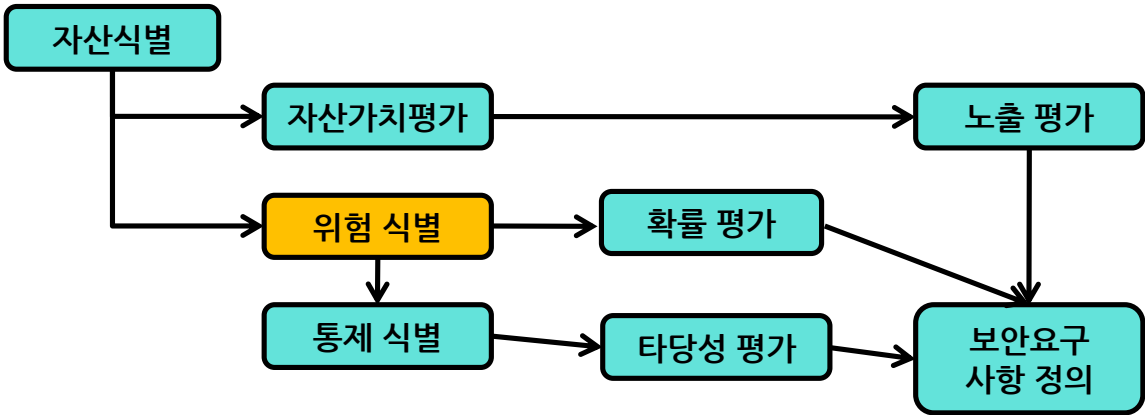 자산식별
자산가치평가
노출 평가
위험 식별
확률 평가
통제 식별
타당성 평가
보안요구
사항 정의